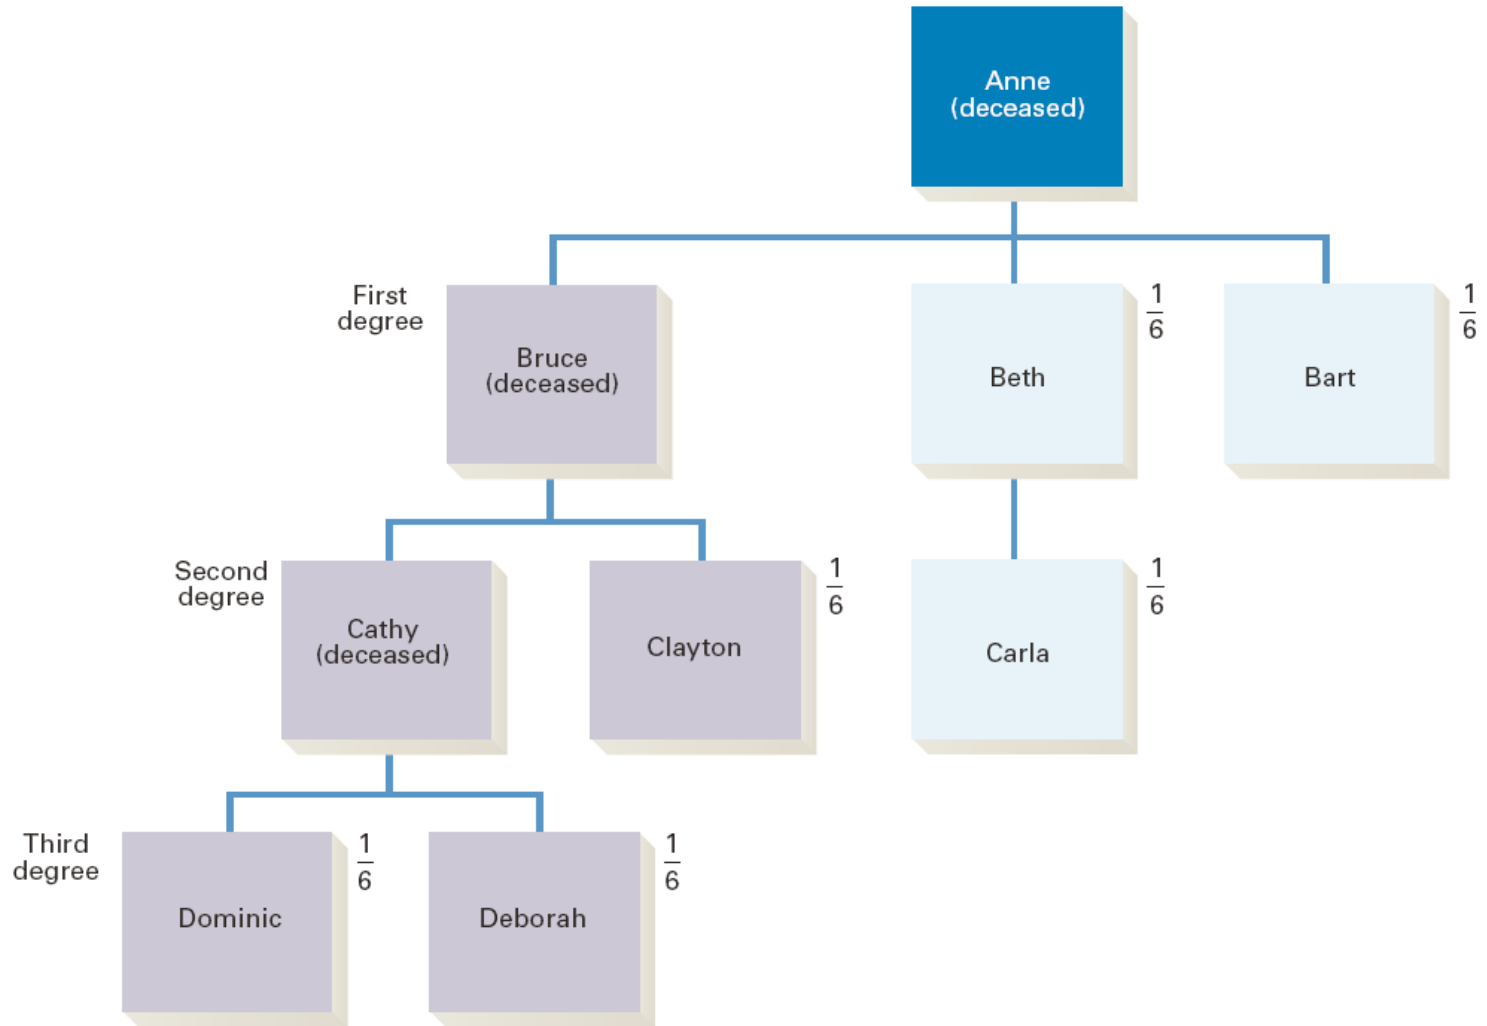 Anne
(deceased)
First
degree
Bruce
(deceased)
Beth
1
6
Bart
1
6
Second
degree
Cathy
(deceased)
Clayton
1
6
Carla
1
6
Third
degree
Dominic
1
6
Deborah
1
6